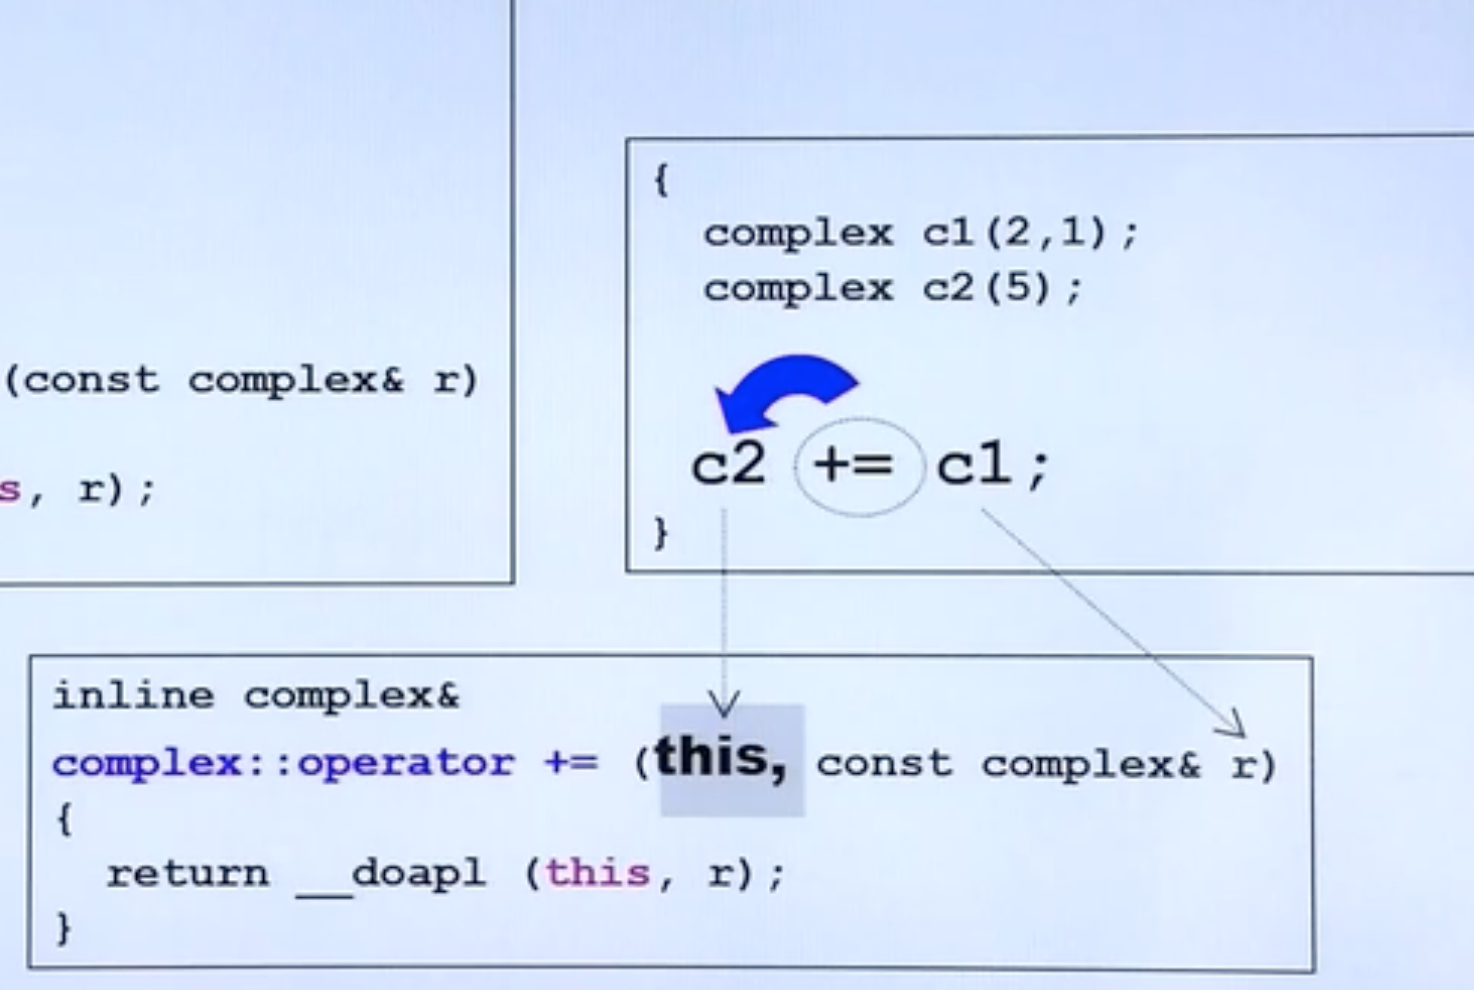 (const complex& r)
s, r);
{
complex c1(2,1);
complex c2(5);
c2 += c1;
}
inline complex&
complex::operator += (this, const complex& r)
{
return __doapl (this, r);
}